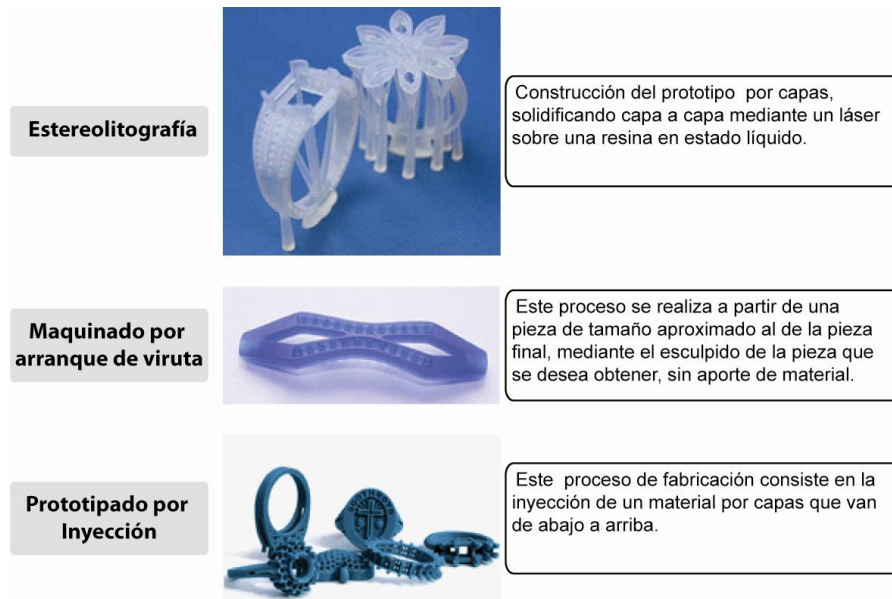 Estereolitografía
Construcción del prototipo por capas,
solidificando capa a capa mediante un láser
sobre una resina en estado líquido.
Maquinado por
arranque de viruta
Este proceso se realiza a partir de una
pieza de tamaño aproximado al de la pieza
final, mediante el esculpido de la pieza que
se desea obtener, sin aporte de material.
Prototipado por
Inyección
Este proceso de fabricación consiste en la
inyección de un material por capas que van
de abajo a arriba.